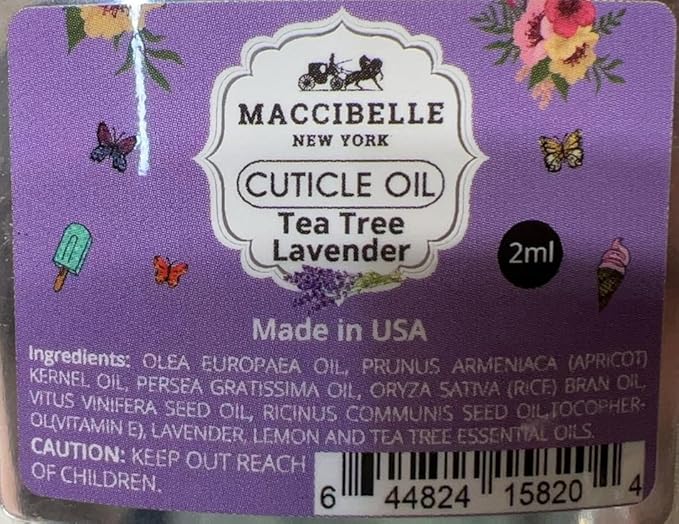 MACCIBELLE
NEW YORK
CUTICLE OIL
Tea Tree
Lavender
2ml
Made in USA
Ingredients: OLEA EUROPAEA OIL, PRUNUS ARMENIACA (APRICOT)
KERNEL OIL, PERSEA GRATISSIMA OIL, ORYZA SATIVA (RICE) BRAN OIL,
VITUS VINIFERA SEED OIL, RICINUS COMMUNIS SEED OIL,TOCOPHER-
OL(VITAMIN E), LAVENDER, LEMON AND TEA TREE ESSENTIAL OILS.
CAUTION: KEEP OUT REACH
OF CHILDREN.
6 44824 15820 4